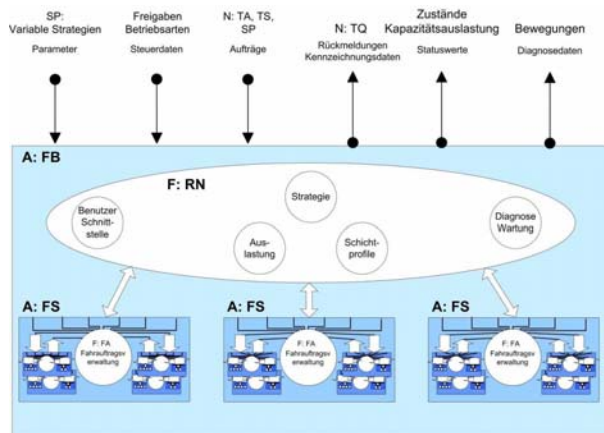 SP:
Variable Strategien
Parameter
Freigaben
Betriebsarten
Steuerdaten
N: TA, TS,
SP
Aufträge
N: TQ
Rückmeldungen
Kennzeichnungsdaten
Zustände
Kapazitätsauslastung
Statuswerte
Bewegungen
Diagnosedaten
A: FB
F: RN
Benutzer
Schnitt-
stelle
Strategie
Aus-
lastung
Schicht-
profile
Diagnose
Wartung
A: FS
F: FA
Fahrauftragsv
erwaltung
A: FS
F: FA
Fahrauftragsv
erwaltung
A: FS
F: FA
Fahrauftragsv
erwaltung